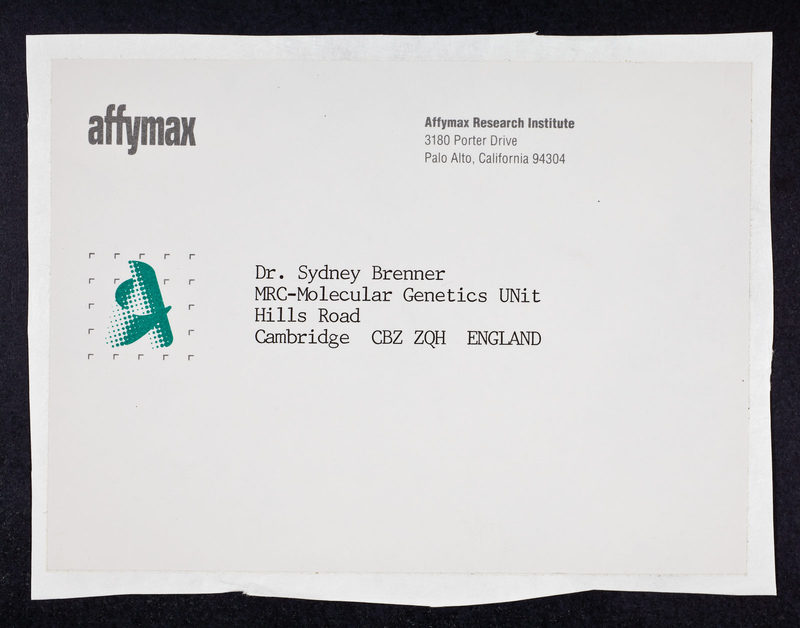 affymax
Affymax Research Institute
3180 Porter Drive
Palo Alto, California 94304
A
Dr. Sydney Brenner
MRC-Molecular Genetics UNit
Hills Road
Cambridge CBZ ZQH ENGLAND